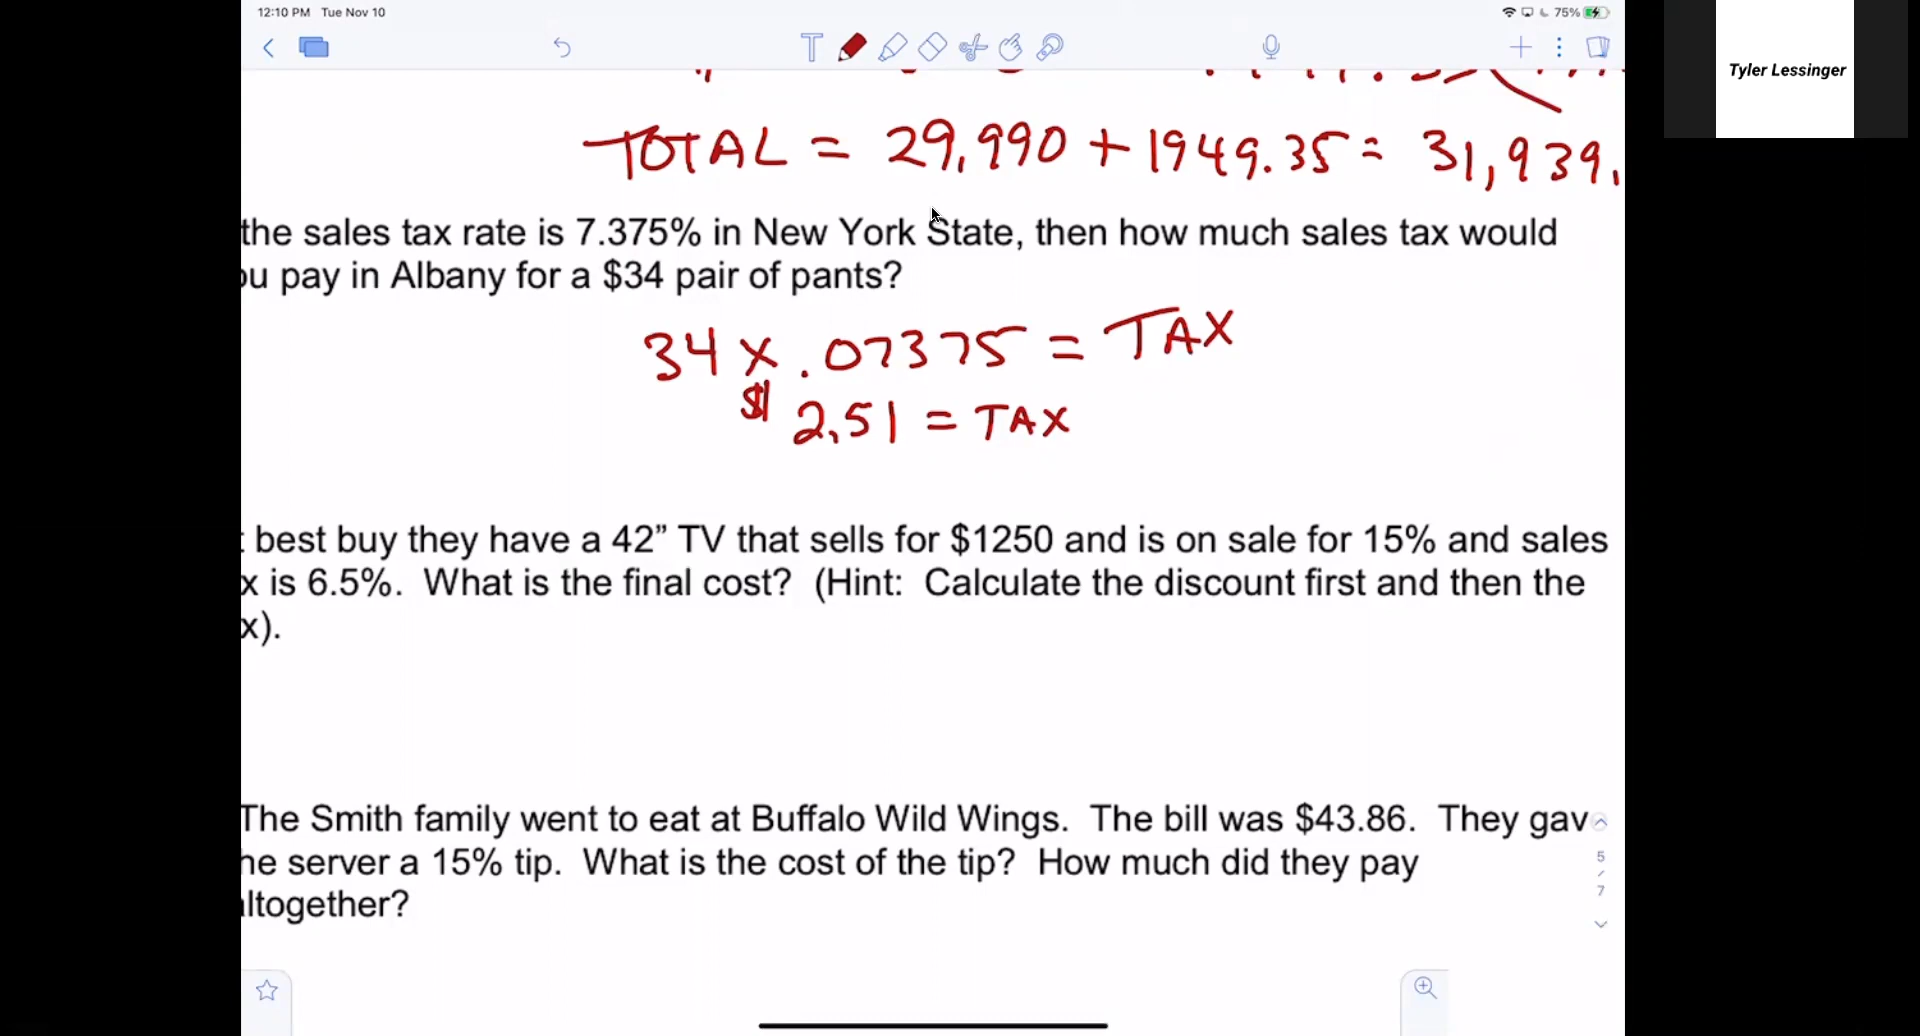 12:10 PM Tue Nov 10
75%
Tyler Lessinger
TOTAL = 29,990 + 1949.35 = 31,939.
the sales tax rate is 7.375% in New York State, then how much sales tax would
ou pay in Albany for a $34 pair of pants?
34 x .07375 = TAX
$ 2.51 = TAX
t best buy they have a 42” TV that sells for $1250 and is on sale for 15% and sales
x is 6.5%. What is the final cost? (Hint: Calculate the discount first and then the
x).
The Smith family went to eat at Buffalo Wild Wings. The bill was $43.86. They gav
he server a 15% tip. What is the cost of the tip? How much did they pay
ltogether?
5
/
7